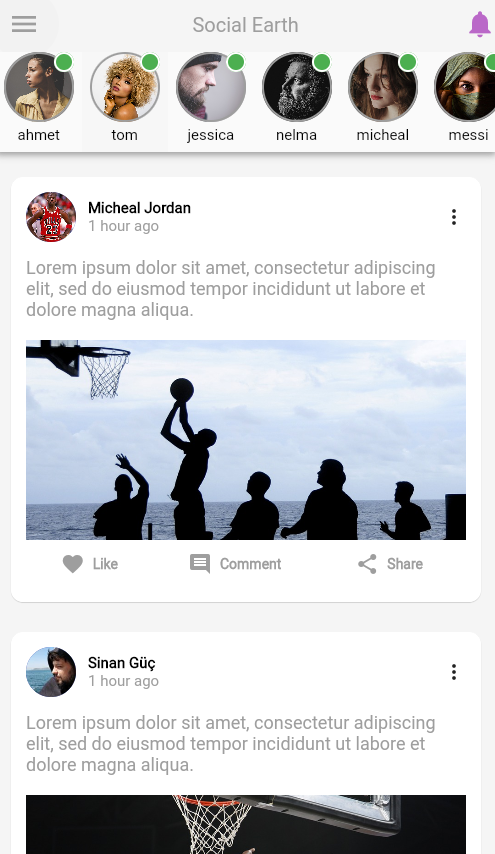 Social Earth
ahmet
tom
jessica
nelma
micheal
messi
Micheal Jordan
1 hour ago
Lorem ipsum dolor sit amet, consectetur adipiscing
elit, sed do eiusmod tempor incididunt ut labore et
dolore magna aliqua.
Like
Comment
Share
Sinan Güç
1 hour ago
Lorem ipsum dolor sit amet, consectetur adipiscing
elit, sed do eiusmod tempor incididunt ut labore et
dolore magna aliqua.